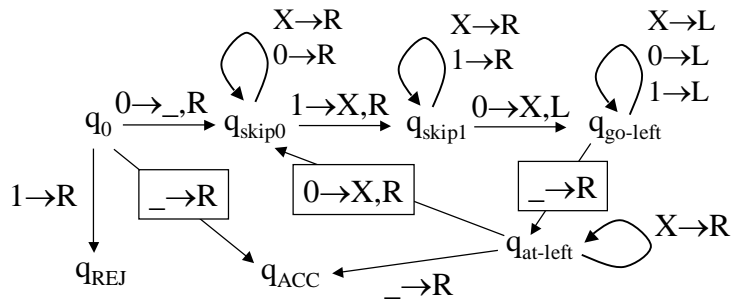 X→R
0→R
X→R
1→R
X→L
0→L
1→L
q0
0→_,R
qskip0
1→X,R
qskip1
0→X,L
qgo-left
1→R
_→R
0→X,R
_→R
qREJ
qACC
_→R
qat-left
X→R